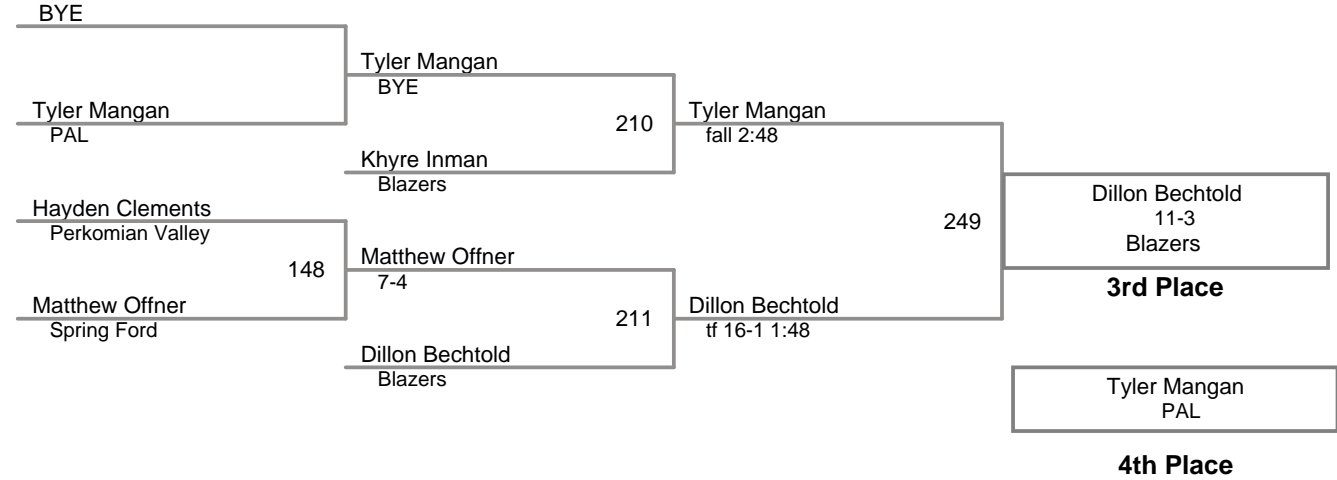 BYE
Tyler Mangan
PAL
Hayden Clements
Perkomian Valley
148
Matthew Offner
Spring Ford
Tyler Mangan
BYE
210
Khyre Inman
Blazers
Matthew Offner
7-4
211
Dillon Bechtold
Blazers
Tyler Mangan
fall 2:48
249
Dillon Bechtold
tf 16-1 1:48
Dillon Bechtold
11-3
Blazers
3rd Place
Tyler Mangan
PAL
4th Place